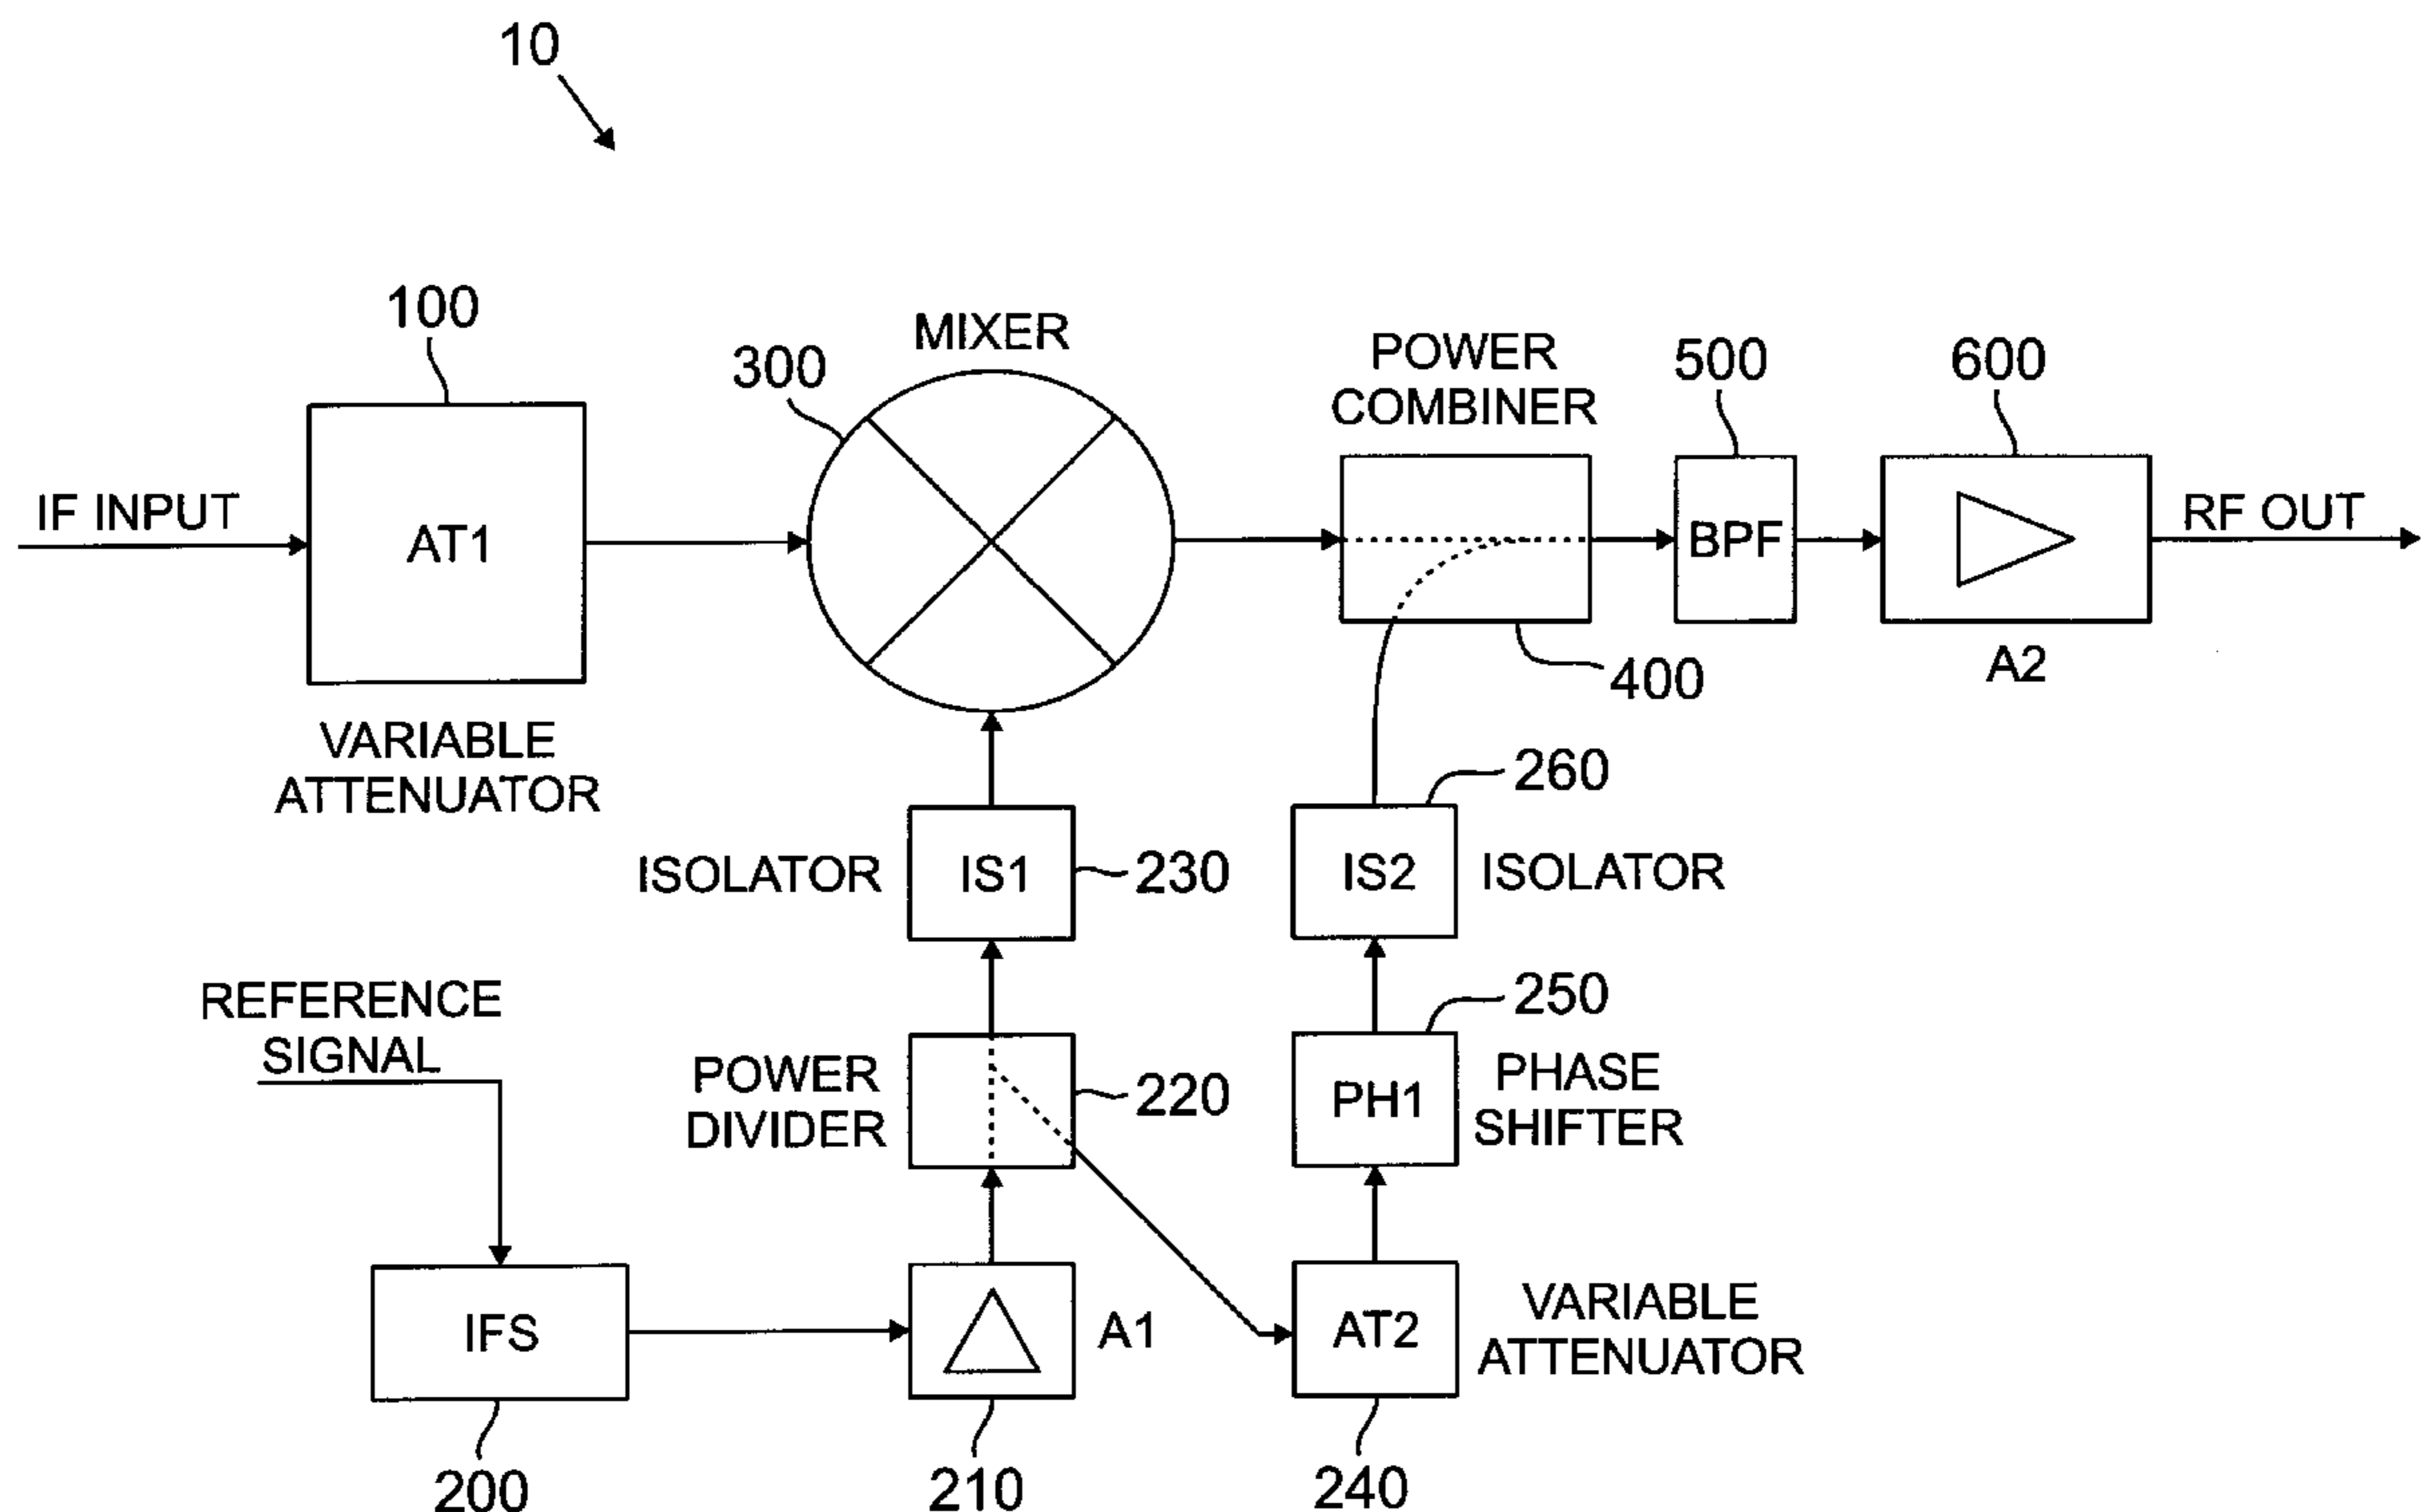 10
100
300
MIXER
POWER
COMBINER
500
600
IF INPUT
AT1
BPF
RF OUT
400
A2
VARIABLE
ATTENUATOR
260
ISOLATOR
IS1
230
IS2
ISOLATOR
REFERENCE
SIGNAL
250
POWER
DIVIDER
220
PH1
PHASE
SHIFTER
IFS
A1
AT2
VARIABLE
ATTENUATOR
200
210
240